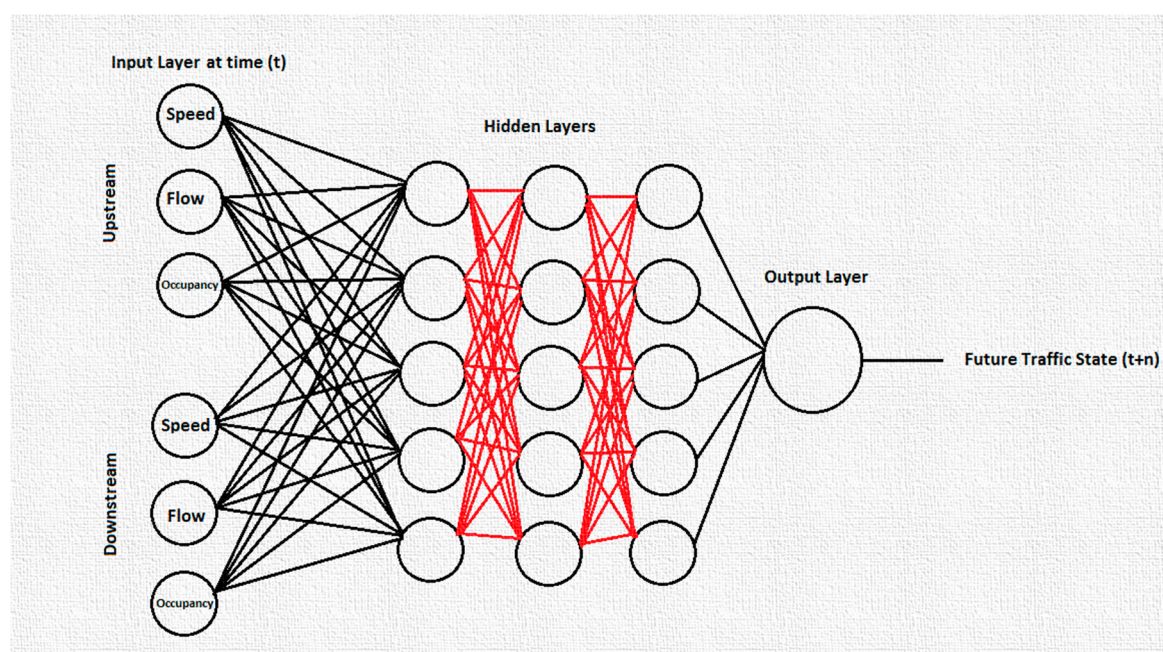 Input Layer at time (t)
Speed
Hidden Layers
Upstream
Flow
Occupancy
Output Layer
Future Traffic State (t+n)
Speed
Downstream
Flow
Occupancy